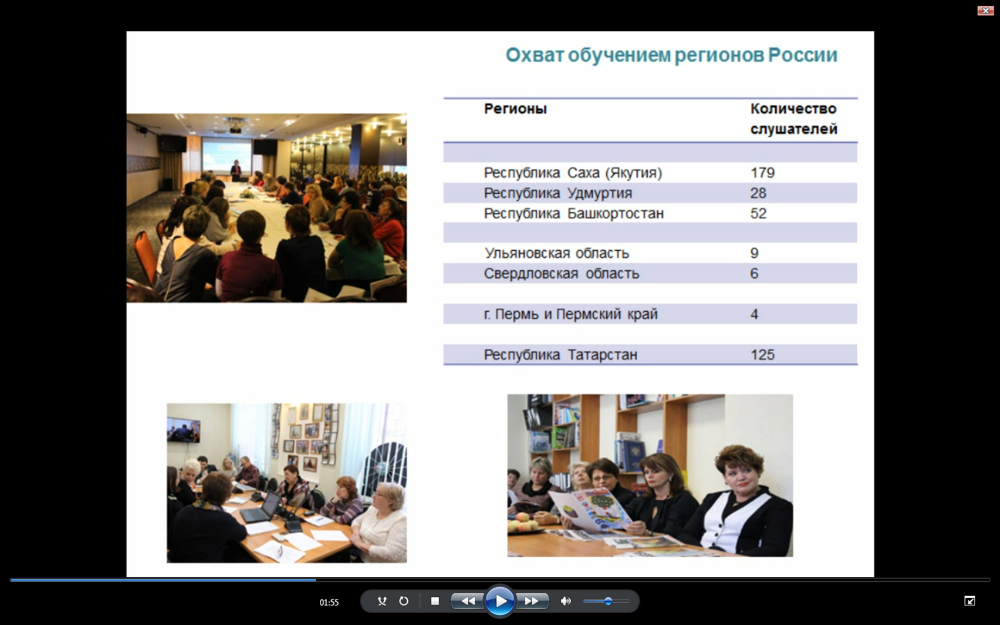 Охват обучением регионов России
Регионы Количество
слушателей
Республика Саха (Якутия) 179
Республика Удмуртия 28
Республика Башкортостан 52
Ульяновская область 9
Свердловская область 6
г. Пермь и Пермский край 4
Республика Татарстан 125
01:55